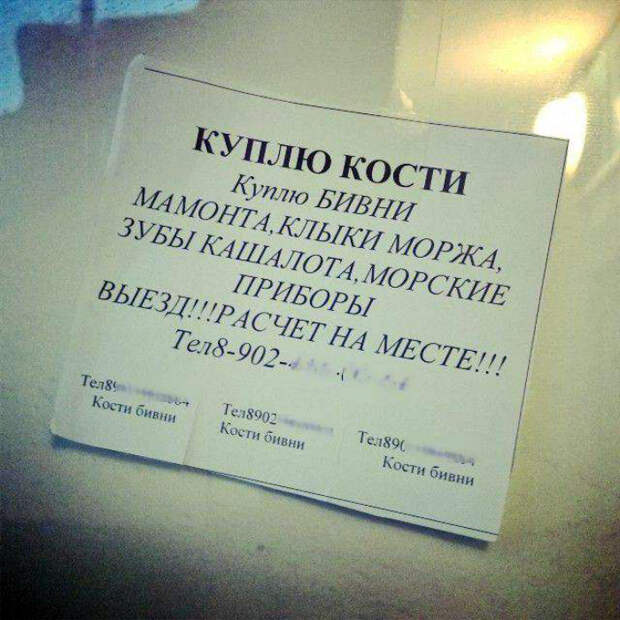 КУПЛЮ КОСТИ
Куплю БИВНИ
МАМОНТА,КЛЫКИ МОРЖА,
ЗУБЫ КАШАЛОТА,МОРСКИЕ
ПРИБОРЫ
ВЫЕЗД!!!РАСЧЕТ НА МЕСТЕ!!!
Тел8-902-
Тел8
Кости бивни
Тел8902
Кости бивни
Тел890
Кости бивни